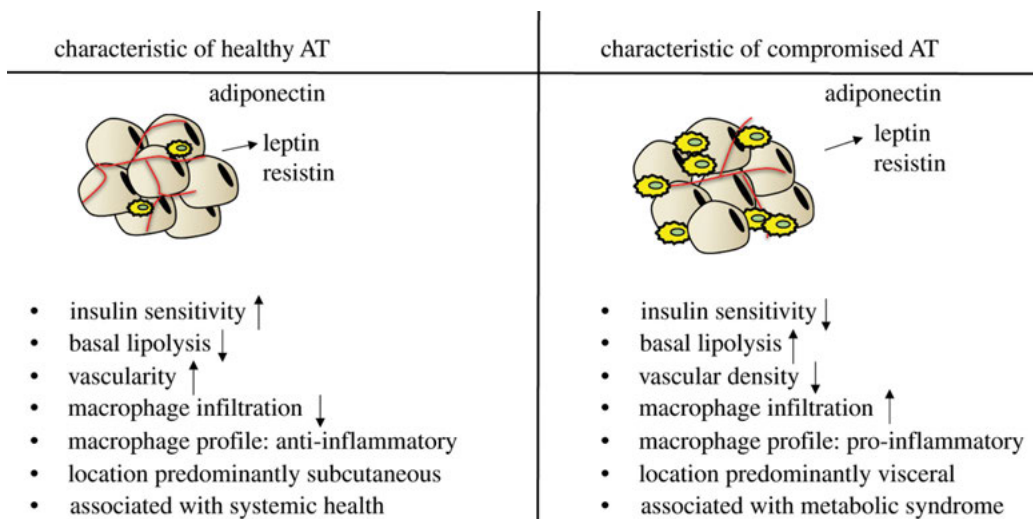 characteristic of healthy AT
adiponectin
leptin
resistin
• insulin sensitivity ↑
• basal lipolysis ↓
• vascularity ↑
• macrophage infiltration ↓
• macrophage profile: anti-inflammatory
• location predominantly subcutaneous
• associated with systemic health
characteristic of compromised AT
adiponectin
leptin
resistin
• insulin sensitivity ↓
• basal lipolysis ↑
• vascular density ↓
• macrophage infiltration ↑
• macrophage profile: pro-inflammatory
• location predominantly visceral
• associated with metabolic syndrome